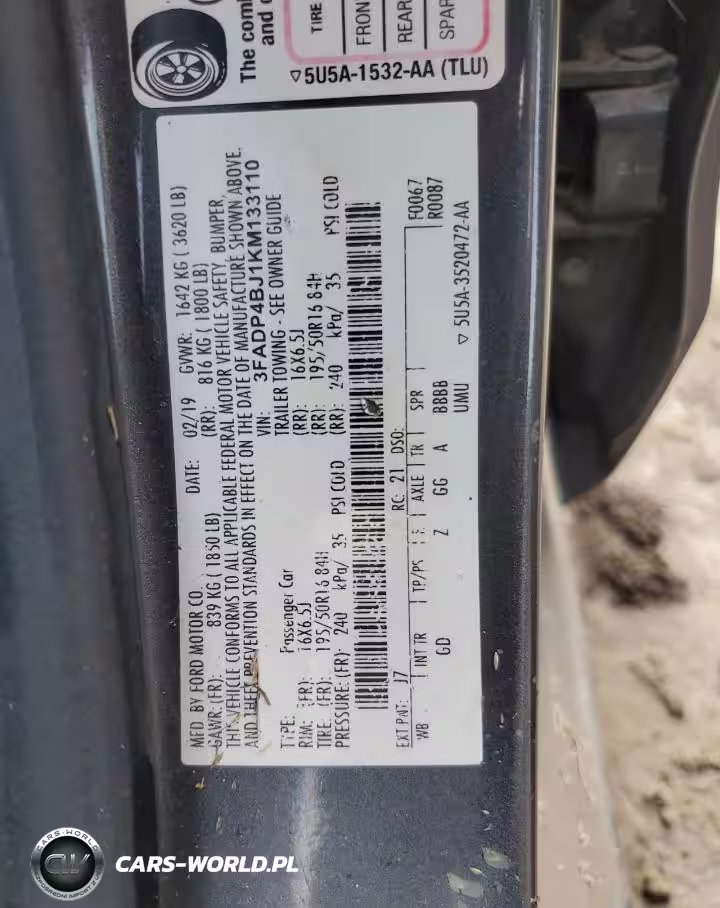 The com
and
TIRE
FRON
REAR
SPAR
▽5U5A-1532-AA (TLU)
MFD. BY FORD MOTOR CO. DATE: 02/19 GVWR: 1642 KG ( 3620 LB)
GAWR: (FR): 839 KG ( 1850 LB) (RR): 816 KG ( 1800 LB)
THIS VEHICLE CONFORMS TO ALL APPLICABLE FEDERAL MOTOR VEHICLE SAFETY, BUMPER,
AND THEFT PREVENTION STANDARDS IN EFFECT ON THE DATE OF MANUFACTURE SHOWN ABOVE.
VIN: 3FADP4BJ1KM133110
TYPE: Passenger Car TRAILER TOWING - SEE OWNER GUIDE
RIM: (FR): 16X6.5J (RR): 16X6.5J
TIRE (FR): 195/50R16 84H (RR): 195/50R16 84H
PRESSURE: (FR) 240 kPa/ 35 PSI COLD (RR): 240 kPa/ 35 PSI COLD
F0067
R0087
EXT PNT: J7 RC: 21 DSO:
WB INT TR TP/PS R AXLE TR SPR
GD Z GG A BBBB
UMU
▽5U5A-3520472-AA
CARS-WORLD
CW
CARS-WORLD.PL